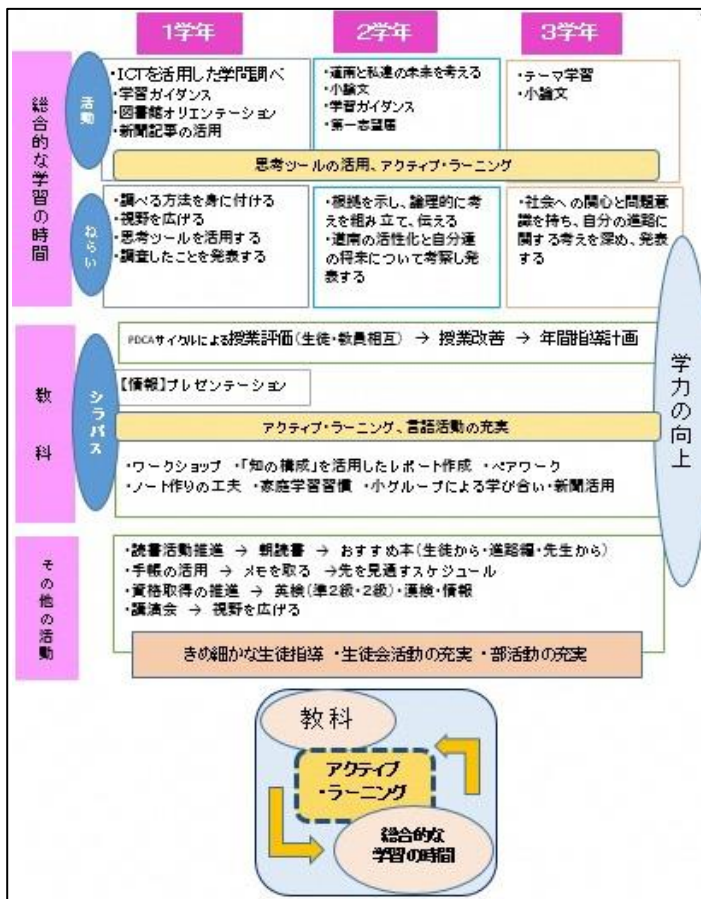 1学年
2学年
3学年
総合的な学習の時間
活動
・ICTを活用した学問調べ
・学習ガイダンス
・図書館オリエンテーション
・新聞記事の活用
・道南と私達の未来を考える
・小論文
・学習ガイダンス
・第一志望届
・テーマ学習
・小論文
思考ツールの活用、アクティブ・ラーニング
ねらい
・調べる方法を身に付ける
・視野を広げる
・思考ツールを活用する
・調査したことを発表する
・根拠を示し、論理的に考
えを組み立て、伝える
・道南の活性化と自分達
の将来について考察し発
表する
・社会への関心と問題意
識を持ち、自分の進路に
関する考えを深め、発表
する
学力の向上
教科
シラバス
PDCAサイクルによる授業評価(生徒・教員相互) → 授業改善 → 年間指導計画
【情報】プレゼンテーション
アクティブ・ラーニング、言語活動の充実
・ワークショップ ・「知の構成」を活用したレポート作成 ・ペアワーク
・ノート作りの工夫 ・家庭学習習慣 ・小グループによる学び合い・新聞活用
その他の活動
・読書活動推進 → 朝読書 → おすすめ本(生徒から・進路編・先生から)
・手帳の活用 → メモを取る →先を見通すスケジュール
・資格取得の推進 → 英検(準2級・2級)・漢検・情報
・講演会 → 視野を広げる
きめ細かな生徒指導 ・生徒会活動の充実 ・部活動の充実
教科
アクティブ
・ラーニング
総合的な
学習の時間